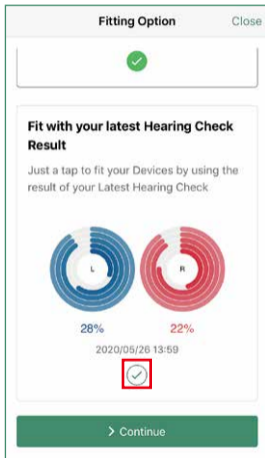 Fitting Option Close
Fit with your latest Hearing Check
Result
Just a tap to fit your Devices by using the
result of your Latest Hearing Check
L R
28% 22%
2020/05/26 13:59
> Continue